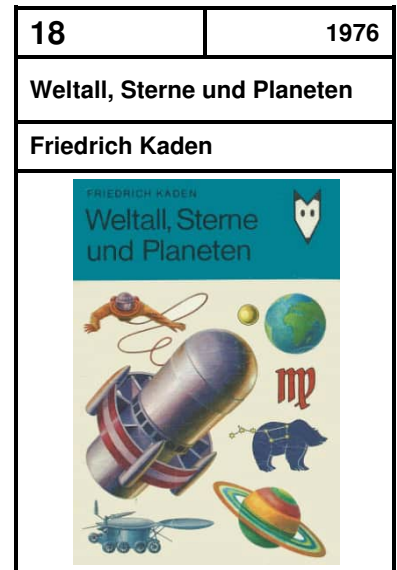 18
1976
Weltall, Sterne und Planeten
Friedrich Kaden
FRIEDRICH KADEN
Weltall, Sterne
und Planeten